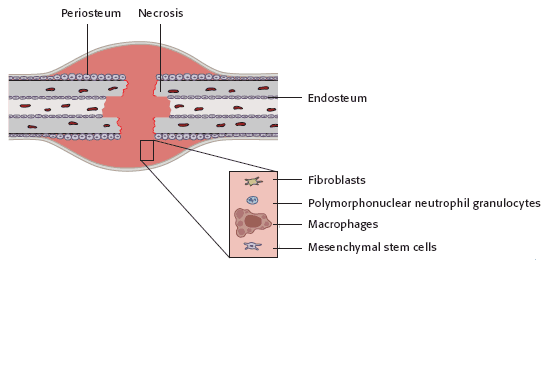 Periosteum Necrosis
Endosteum
Fibroblasts
Polymorphonuclear neutrophil granulocytes
Macrophages
Mesenchymal stem cells